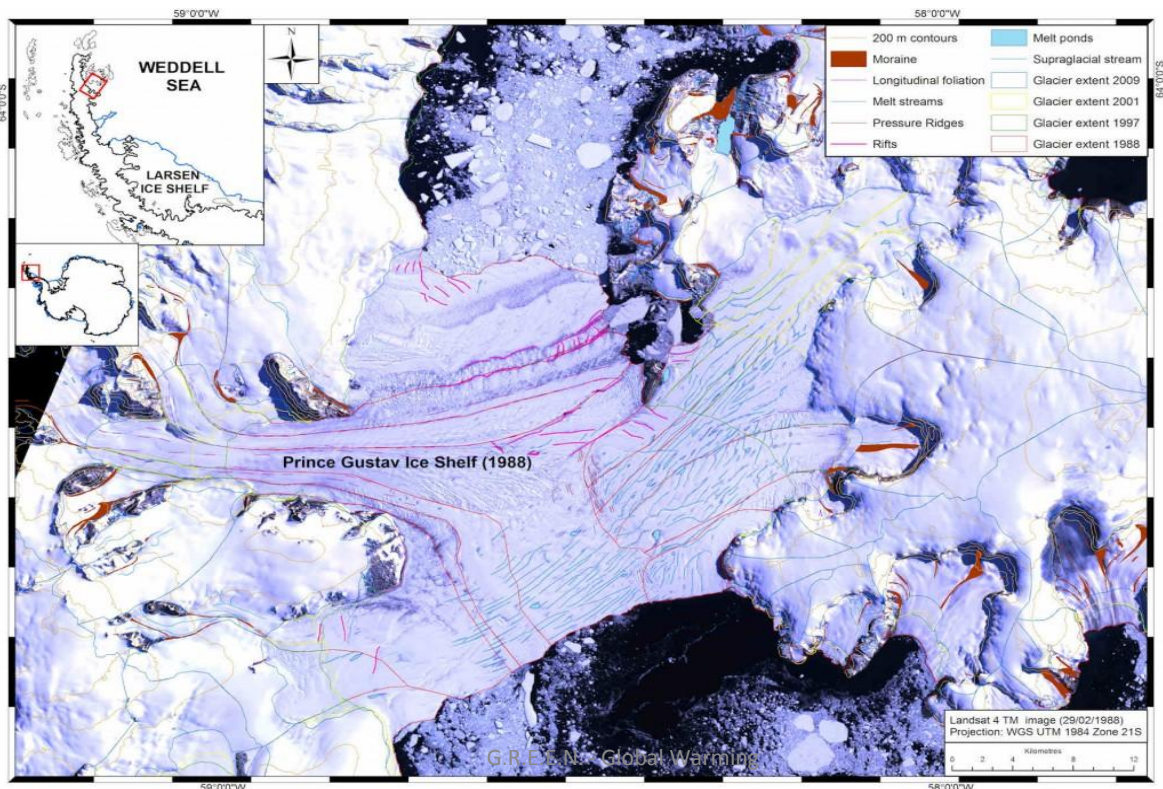 59°0'0"W
58°0'0"W
64°0'0"S
64°0'0"S
WEDDELL
SEA
LARSEN
ICE SHELF
N
200 m contours
Moraine
Longitudinal foliation
Melt streams
Pressure Ridges
Rifts
Melt ponds
Supraglacial stream
Glacier extent 2009
Glacier extent 2001
Glacier extent 1997
Glacier extent 1988
Prince Gustav Ice Shelf (1988)
Landsat 4 TM image (29/02/1988)
Projection: WGS UTM 1984 Zone 21S
Kilometres
0 2 4 8 12
G.R.E.E.N - Global Warming
59°0'0"W
58°0'0"W